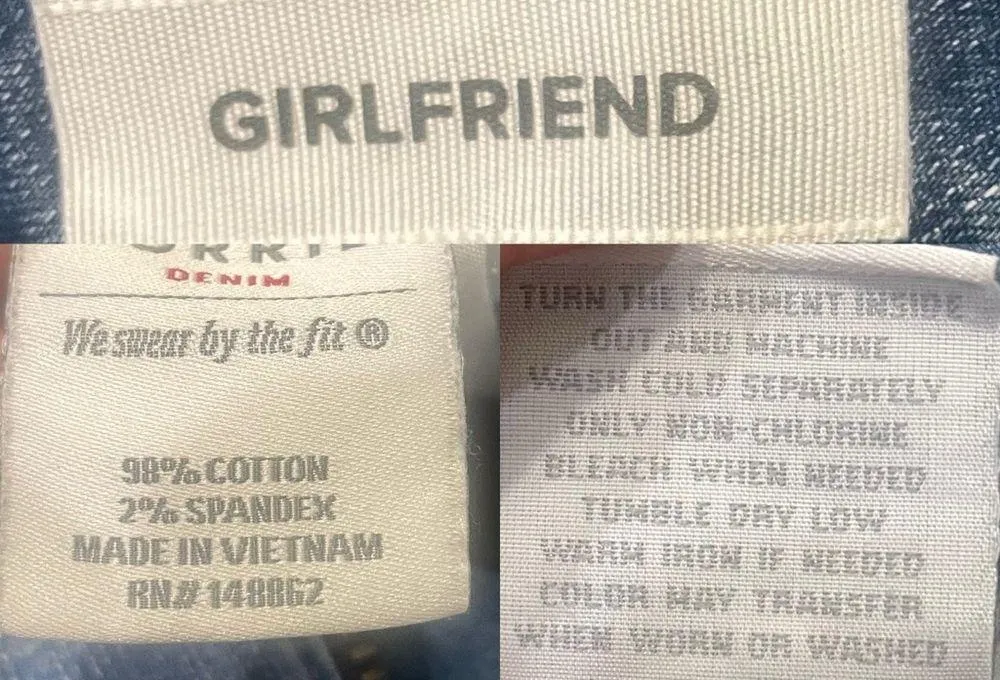 GIRLFRIEND
DENIM
We swear by the fit ®
98% COTTON
2% SPANDEX
MADE IN VIETNAM
RN# 148862
TURN THE GARMENT INSIDE
OUT AND MACHINE
WASH COLD SEPARATELY
ONLY NON-CHLORINE
BLEACH WHEN NEEDED
TUMBLE DRY LOW
WARM IRON IF NEEDED
COLOR MAY TRANSFER
WHEN WORN OR WASHED